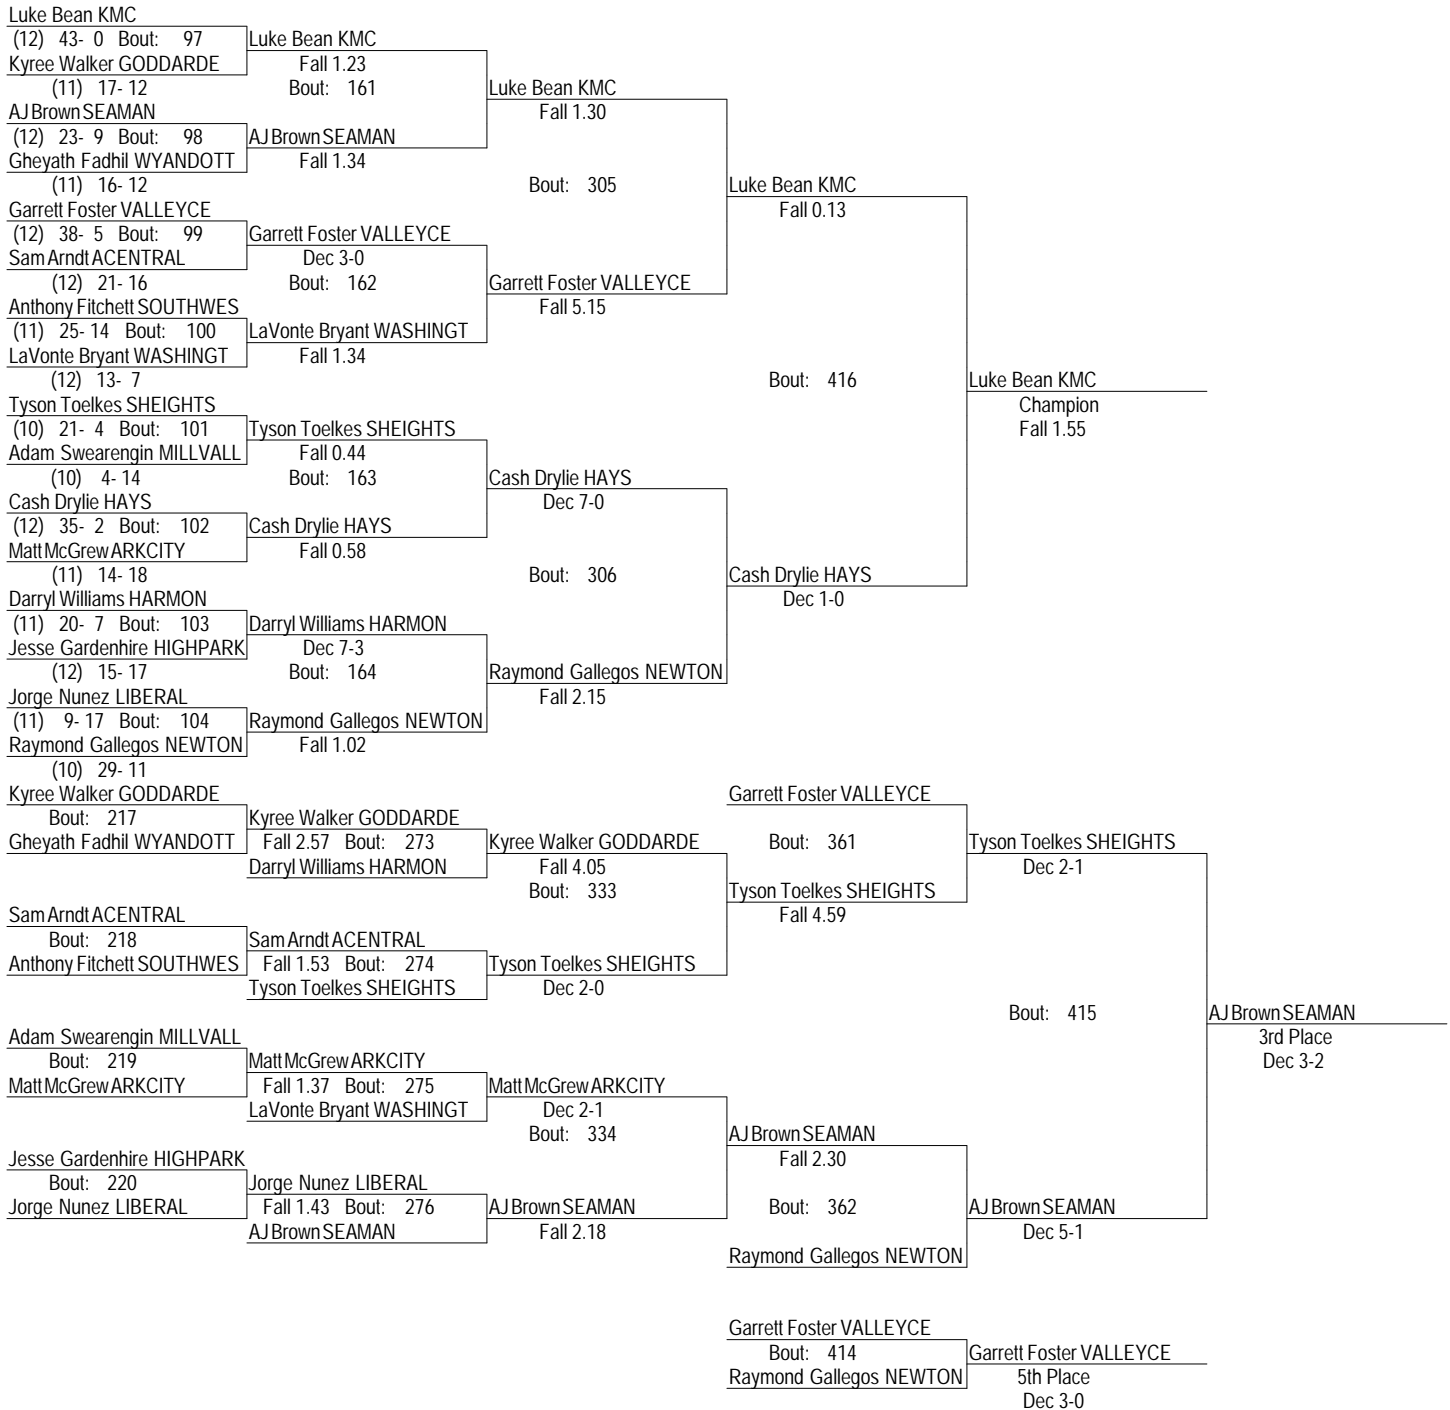 Luke Bean KMC
(12) 43- 0 Bout: 97 Luke Bean KMC
Kyree Walker GODDARDE Fall 1.23
(11) 17- 12 Bout: 161 Luke Bean KMC
AJ Brown SEAMAN Fall 1.30
(12) 23- 9 Bout: 98 AJ Brown SEAMAN
Gheyath Fadhil WYANDOTT Fall 1.34
(11) 16- 12 Bout: 305 Luke Bean KMC
Garrett Foster VALLEYCE Fall 0.13
(12) 38- 5 Bout: 99 Garrett Foster VALLEYCE
Sam Arndt ACENTRAL Dec 3-0
(12) 21- 16 Bout: 162 Garrett Foster VALLEYCE
Anthony Fitchett SOUTHWES Fall 5.15
(11) 25- 14 Bout: 100 LaVonte Bryant WASHINGT
LaVonte Bryant WASHINGT Fall 1.34
(12) 13- 7 Bout: 416 Luke Bean KMC
Tyson Toelkes SHEIGHTS Champion
(10) 21- 4 Bout: 101 Tyson Toelkes SHEIGHTS Fall 1.55
Adam Swearengin MILLVALL Fall 0.44
(10) 4- 14 Bout: 163 Cash Drylie HAYS
Cash Drylie HAYS Dec 7-0
(12) 35- 2 Bout: 102 Cash Drylie HAYS
Matt McGrew ARKCITY Fall 0.58
(11) 14- 18 Bout: 306 Cash Drylie HAYS
Darryl Williams HARMON Dec 1-0
(11) 20- 7 Bout: 103 Darryl Williams HARMON
Jesse Gardenhire HIGHPARK Dec 7-3
(12) 15- 17 Bout: 164 Raymond Gallegos NEWTON
Jorge Nunez LIBERAL Fall 2.15
(11) 9- 17 Bout: 104 Raymond Gallegos NEWTON
Raymond Gallegos NEWTON Fall 1.02
(10) 29- 11
Kyree Walker GODDARDE Garrett Foster VALLEYCE
Bout: 217 Kyree Walker GODDARDE
Gheyath Fadhil WYANDOTT Fall 2.57 Bout: 273 Kyree Walker GODDARDE Bout: 361 Tyson Toelkes SHEIGHTS
Darryl Williams HARMON Fall 4.05 Dec 2-1
Bout: 333 Tyson Toelkes SHEIGHTS
Sam Arndt ACENTRAL Fall 4.59
Bout: 218 Sam Arndt ACENTRAL
Anthony Fitchett SOUTHWES Fall 1.53 Bout: 274 Tyson Toelkes SHEIGHTS
Tyson Toelkes SHEIGHTS Dec 2-0
Bout: 415 AJ Brown SEAMAN
Adam Swearengin MILLVALL 3rd Place
Bout: 219 Matt McGrew ARKCITY Dec 3-2
Matt McGrew ARKCITY Fall 1.37 Bout: 275 Matt McGrew ARKCITY
LaVonte Bryant WASHINGT Dec 2-1
Bout: 334 AJ Brown SEAMAN
Jesse Gardenhire HIGHPARK Fall 2.30
Bout: 220 Jorge Nunez LIBERAL
Jorge Nunez LIBERAL Fall 1.43 Bout: 276 AJ Brown SEAMAN Bout: 362 AJ Brown SEAMAN
AJ Brown SEAMAN Fall 2.18 Dec 5-1
Raymond Gallegos NEWTON
Garrett Foster VALLEYCE
Bout: 414 Garrett Foster VALLEYCE
Raymond Gallegos NEWTON 5th Place
Dec 3-0